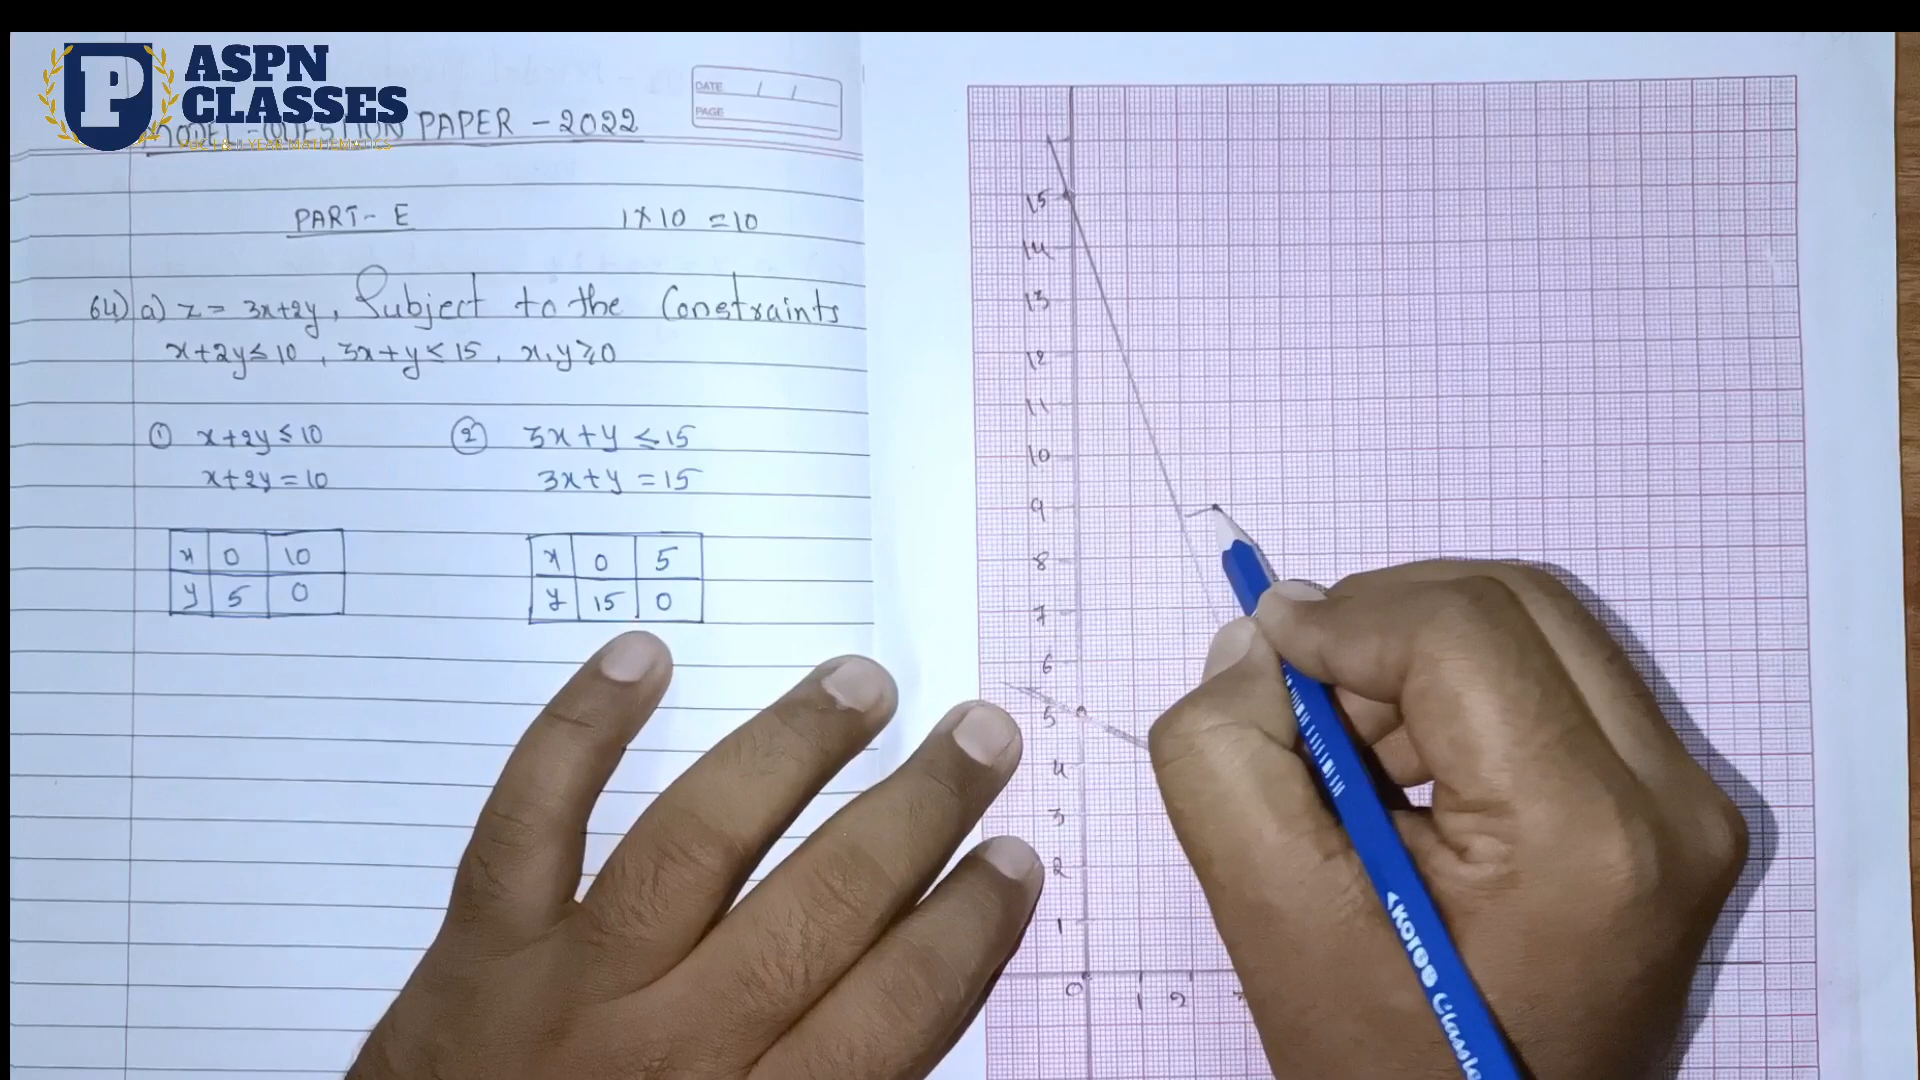 P
ASPN
CLASSES
MODEL-QUESTION PAPER - 2022
DATE / /
PAGE
PART- E 1×10 =10
64) a) z = 3x+2y, Subject to the Constraints
x+2y≤10, 3x+y<15, x,y≥0
① x+2y≤10 ② 3x+y≤15
x+2y=10 3x+y=15
x 0 10
y 5 0
x 0 5
y 15 0
15
14
13
12
11
10
9
8
7
6
5
4
3
2
1
0 1 2
KORES Classic